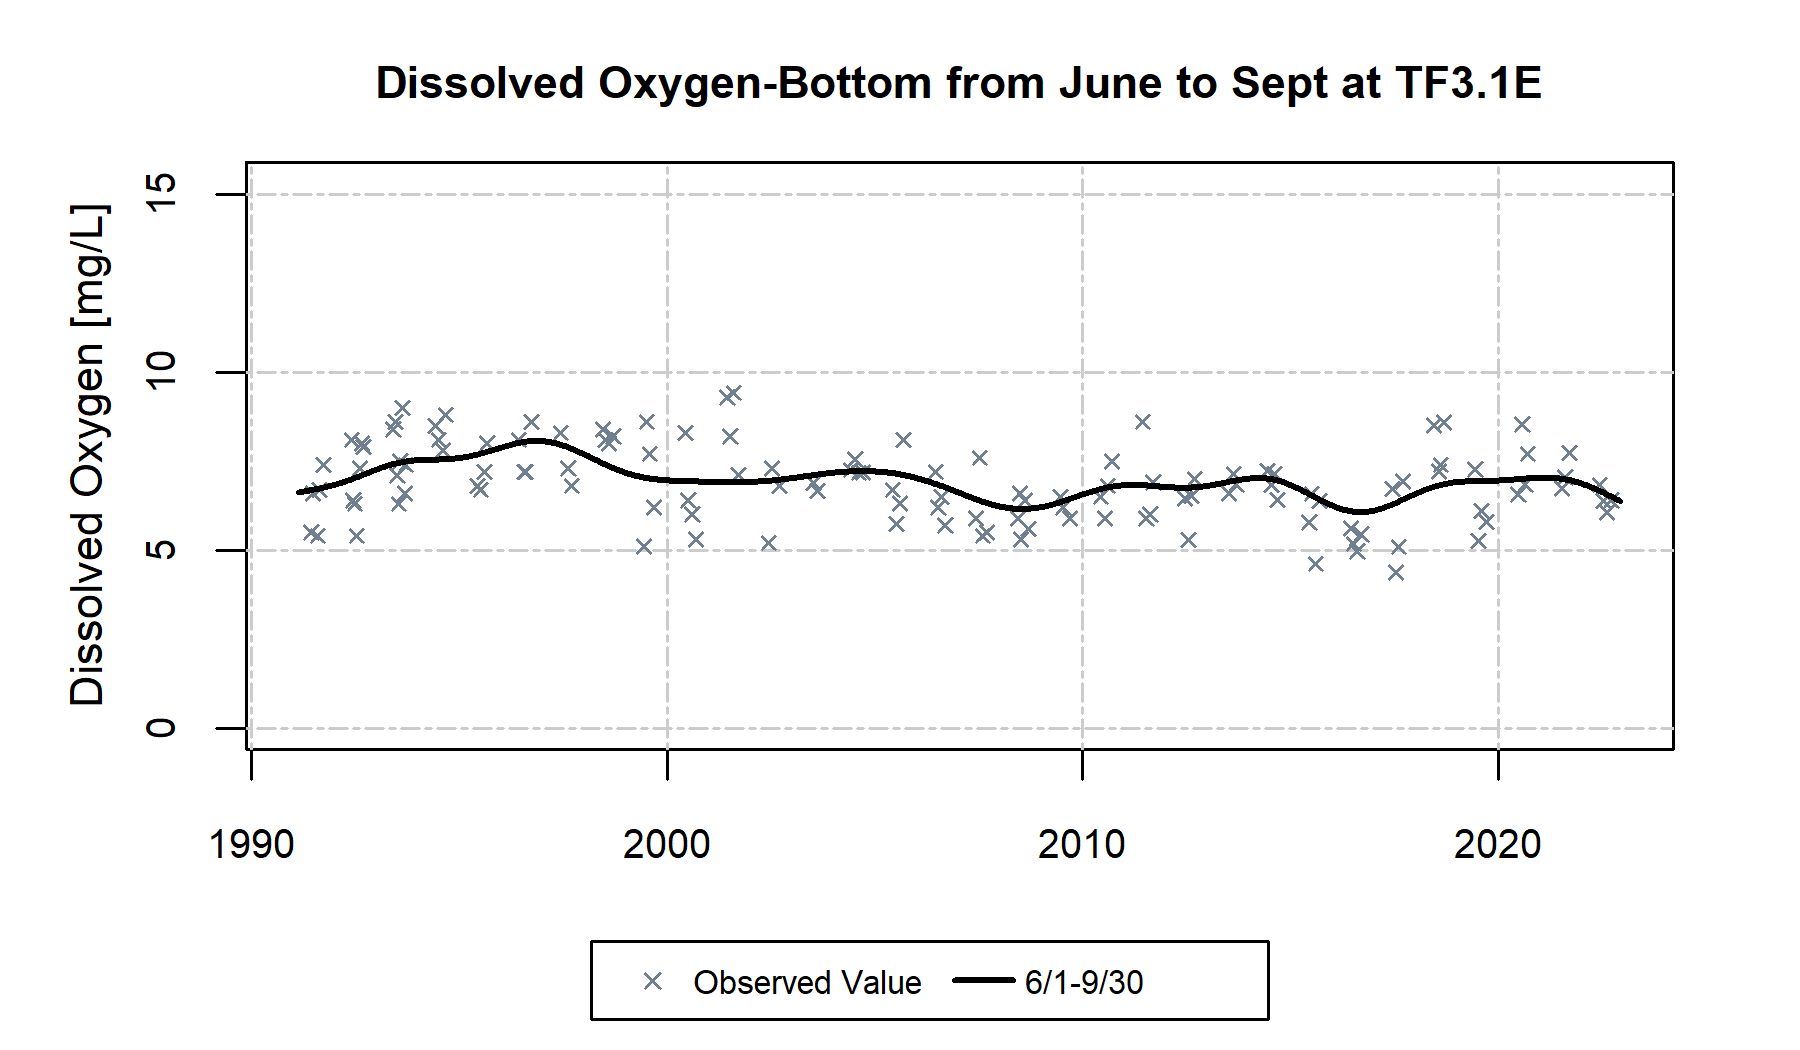 Dissolved Oxygen-Bottom from June to Sept at TF3.1E
Dissolved Oxygen [mg/L]
15
10
5
0
1990 2000 2010 2020
Observed Value 6/1-9/30